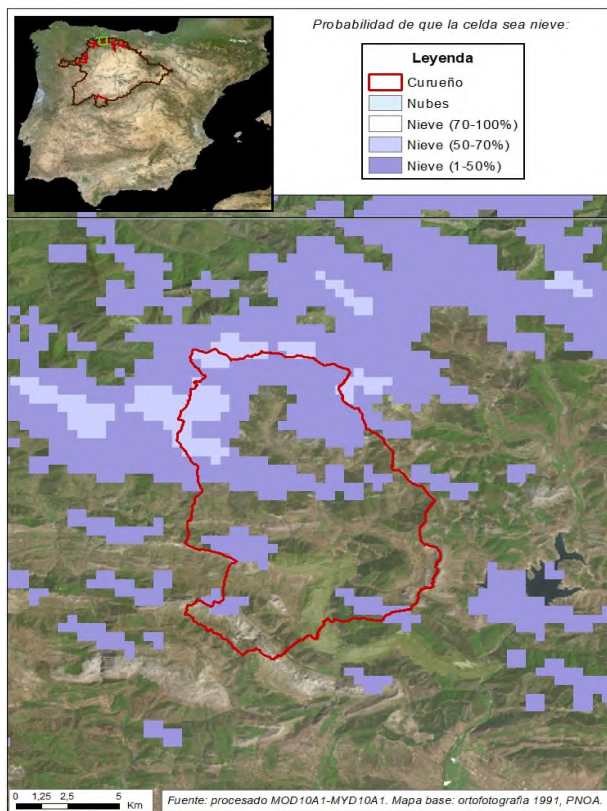 Probabilidad de que la celda sea nieve:
Leyenda
Curueño
Nubes
Nieve (70-100%)
Nieve (50-70%)
Nieve (1-50%)
0 1,25 2,5 5
Km
Fuente: procesado MOD10A1-MYD10A1. Mapa base: ortofotografia 1991, PNOA